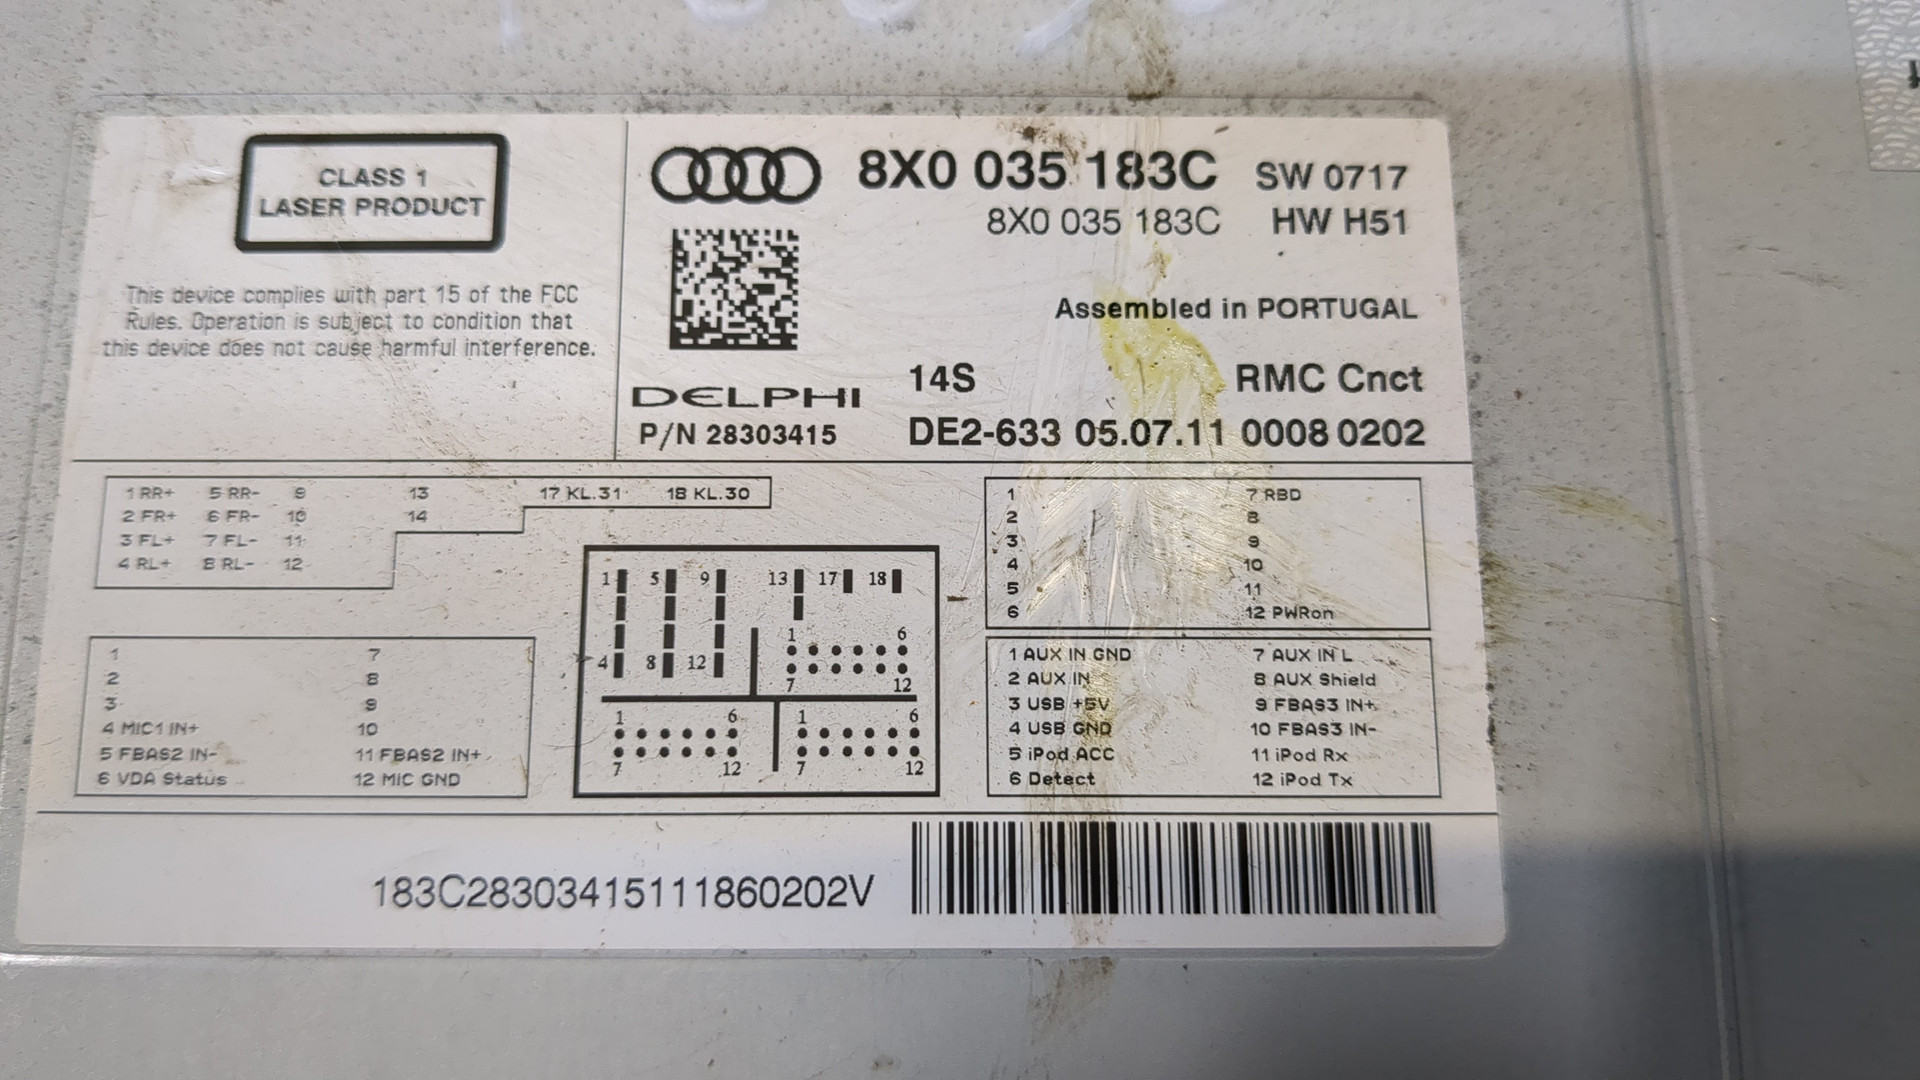 CLASS 1
LASER PRODUCT
This device complies with part 15 of the FCC
Rules. Operation is subject to condition that
this device does not cause harmful interference.
8X0 035 183C SW 0717
8X0 035 183C HW H51
Assembled in PORTUGAL
DELPHI 14S RMC Cnct
P/N 28303415 DE2-633 05.07.11 0008 0202
1 RR+ 5 RR- 9 13 17 KL.31 18 KL.30
2 FR+ 6 FR- 10 14
3 FL+ 7 FL- 11
4 RL+ 8 RL- 12
1 7
2 8
3 9
4 MIC1 IN+ 10
5 FBAS2 IN- 11 FBAS2 IN+
6 VDA Status 12 MIC GND
1 5 9 13 17 18
4 8 12
1 6
7 12
1 6 1 6
7 12 7 12
1 7 RBD
2 8
3 9
4 10
5 11
6 12 PWRon
1 AUX IN GND 7 AUX IN L
2 AUX IN 8 AUX Shield
3 USB +5V 9 FBAS3 IN+
4 USB GND 10 FBAS3 IN-
5 iPod ACC 11 iPod Rx
6 Detect 12 iPod Tx
183C28303415111860202V